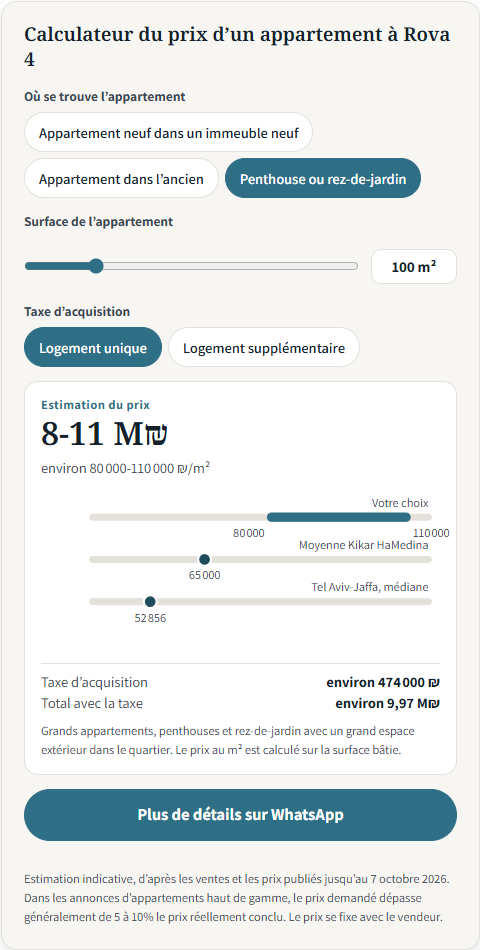 Calculateur du prix d’un appartement à Rova
4
Où se trouve l’appartement
Appartement neuf dans un immeuble neuf
Appartement dans l’ancien
Penthouse ou rez-de-jardin
Surface de l’appartement
100 m²
Taxe d’acquisition
Logement unique
Logement supplémentaire
Estimation du prix
8-11 M₪
environ 80 000-110 000 ₪/m²
Votre choix
80 000
110 000
Moyenne Kikar HaMedina
65 000
Tel Aviv-Jaffa, médiane
52 856
Taxe d’acquisition
environ 474 000 ₪
Total avec la taxe
environ 9,97 M₪
Grands appartements, penthouses et rez-de-jardin avec un grand espace
extérieur dans le quartier. Le prix au m² est calculé sur la surface bâtie.
Plus de détails sur WhatsApp
Estimation indicative, d’après les ventes et les prix publiés jusqu’au 7 octobre 2026.
Dans les annonces d’appartements haut de gamme, le prix demandé dépasse
généralement de 5 à 10% le prix réellement conclu. Le prix se fixe avec le vendeur.